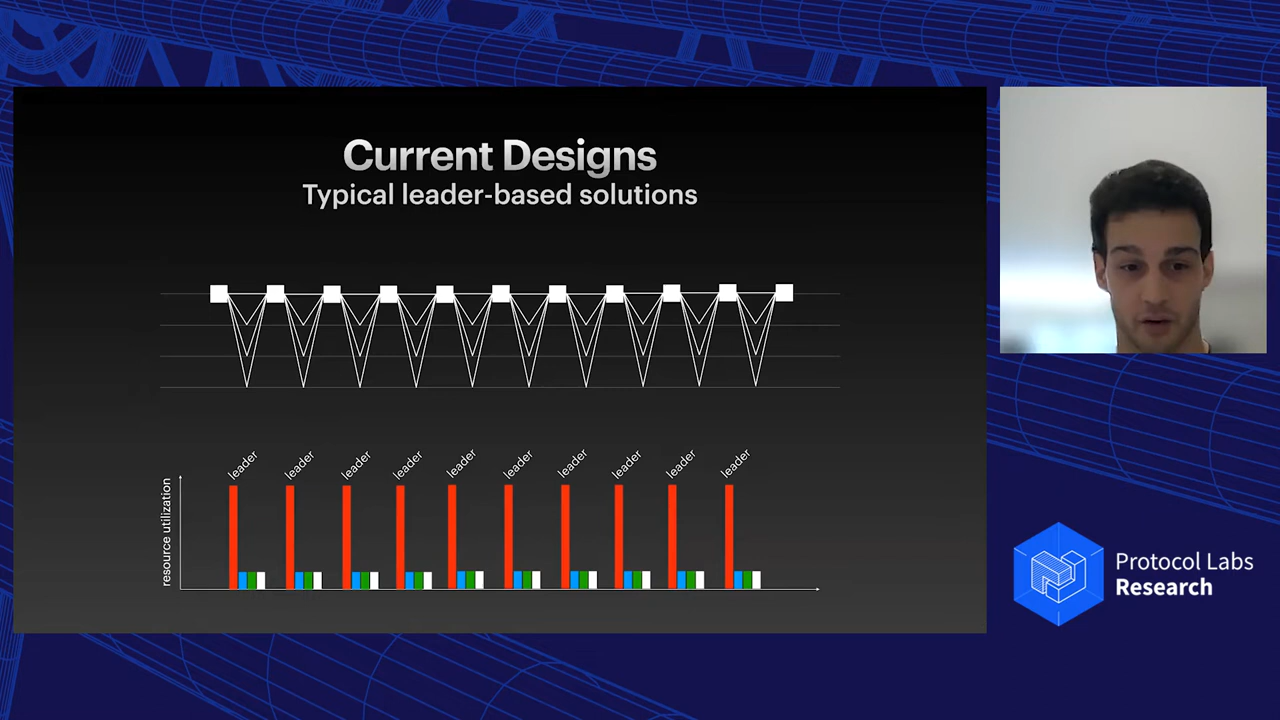 Current Designs
Typical leader-based solutions
leader
leader
leader
leader
leader
leader
leader
leader
leader
leader
resource utilization
Protocol Labs
Research